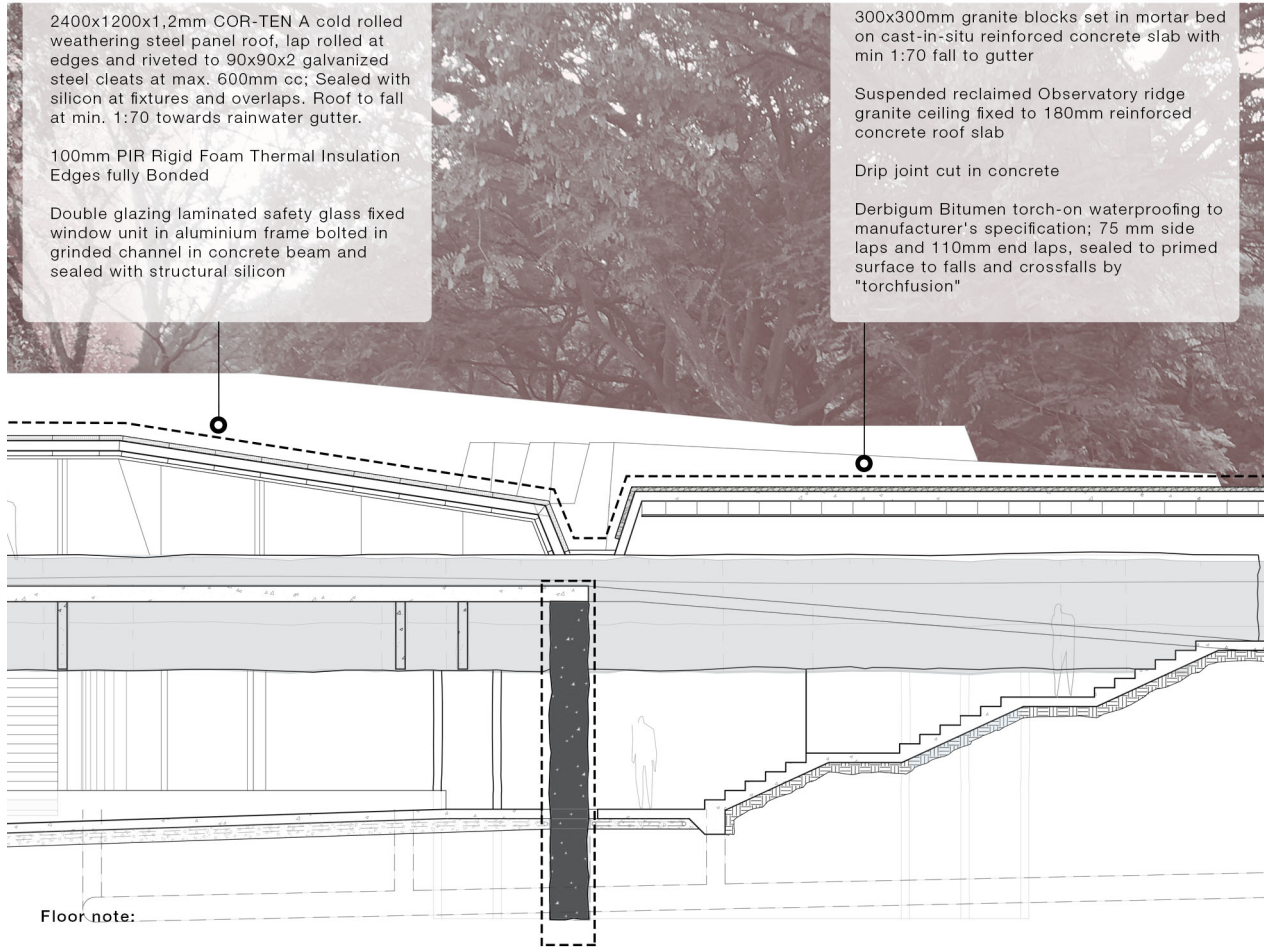 2400x1200x1,2mm COR-TEN A cold rolled
weathering steel panel roof, lap rolled at
edges and riveted to 90x90x2 galvanized
steel cleats at max. 600mm cc; Sealed with
silicon at fixtures and overlaps. Roof to fall
at min. 1:70 towards rainwater gutter.
100mm PIR Rigid Foam Thermal Insulation
Edges fully Bonded
Double glazing laminated safety glass fixed
window unit in aluminium frame bolted in
grinded channel in concrete beam and
sealed with structural silicon
300x300mm granite blocks set in mortar bed
on cast-in-situ reinforced concrete slab with
min 1:70 fall to gutter
Suspended reclaimed Observatory ridge
granite ceiling fixed to 180mm reinforced
concrete roof slab
Drip joint cut in concrete
Derbigum Bitumen torch-on waterproofing to
manufacturer's specification; 75 mm side
laps and 110mm end laps, sealed to primed
surface to falls and crossfalls by
"torchfusion"
Floor note: